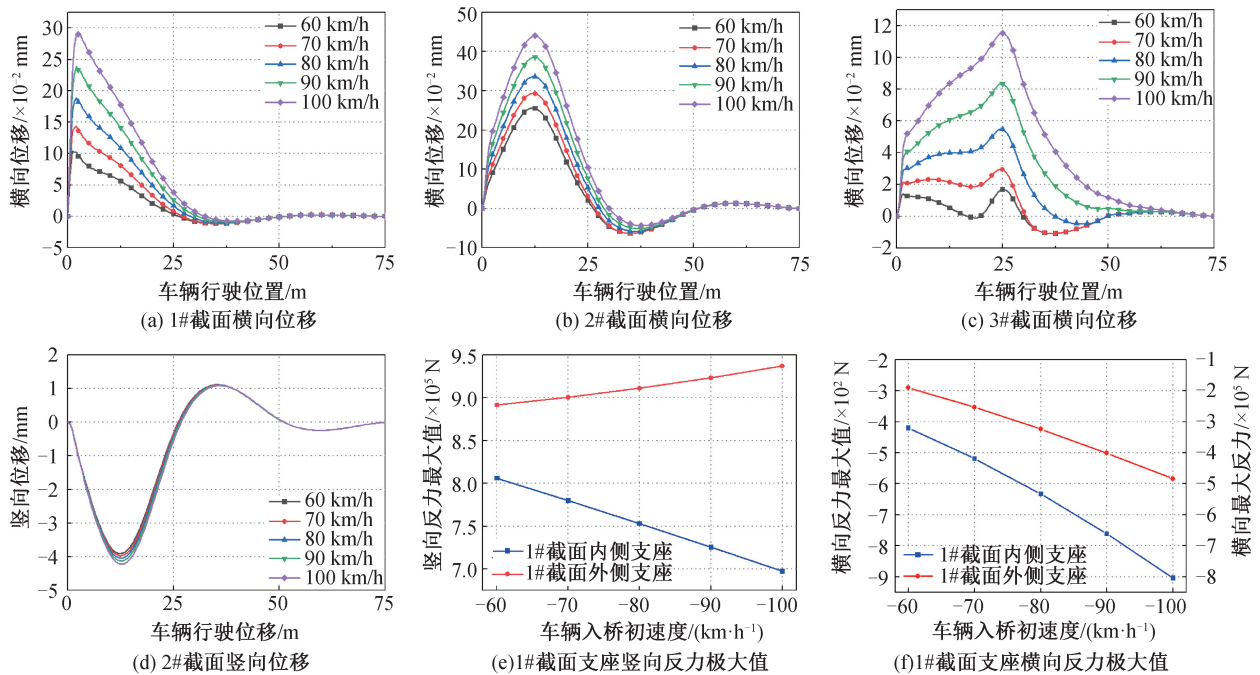 横向位移/×10⁻² mm
30
25
20
15
10
5
0
−5
60 km/h
70 km/h
80 km/h
90 km/h
100 km/h
0 25 50 75
车辆行驶位置/m
(a) 1#截面横向位移
横向位移/×10⁻² mm
50
40
30
20
10
0
−10
60 km/h
70 km/h
80 km/h
90 km/h
100 km/h
0 25 50 75
车辆行驶位置/m
(b) 2#截面横向位移
横向位移/×10⁻² mm
12
10
8
6
4
2
0
−2
60 km/h
70 km/h
80 km/h
90 km/h
100 km/h
0 25 50 75
车辆行驶位置/m
(c) 3#截面横向位移
竖向位移/mm
2
1
0
−1
−2
−3
−4
−5
60 km/h
70 km/h
80 km/h
90 km/h
100 km/h
0 25 50 75
车辆行驶位移/m
(d) 2#截面竖向位移
竖向反力最大值/×10⁵ N
9.5
9.0
8.5
8.0
7.5
7.0
1#截面内侧支座
1#截面外侧支座
−60 −70 −80 −90 −100
车辆入桥初速度/(km·h⁻¹)
(e)1#截面支座竖向反力极大值
横向反力最大值/×10² N
−2
−3
−4
−5
−6
−7
−8
−9
1#截面内侧支座
1#截面外侧支座
−1
−2
−3
−4
−5
−6
−7
−8
横向最大反力/×10⁵ N
−60 −70 −80 −90 −100
车辆入桥初速度/(km·h⁻¹)
(f)1#截面支座横向反力极大值